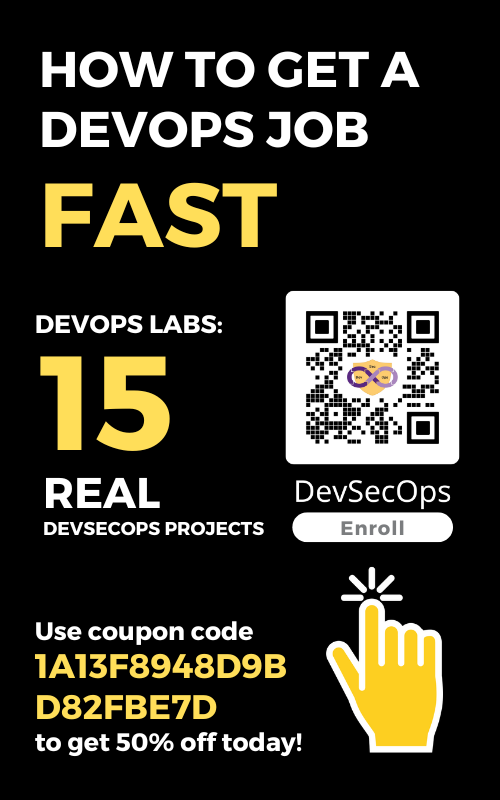 HOW TO GET A
DEVOPS JOB
FAST
DEVOPS LABS:
15
REAL
DEVSECOPS PROJECTS
DevSecOps
Enroll
Use coupon code
1A13F8948D9B
D82FBE7D
to get 50% off today!